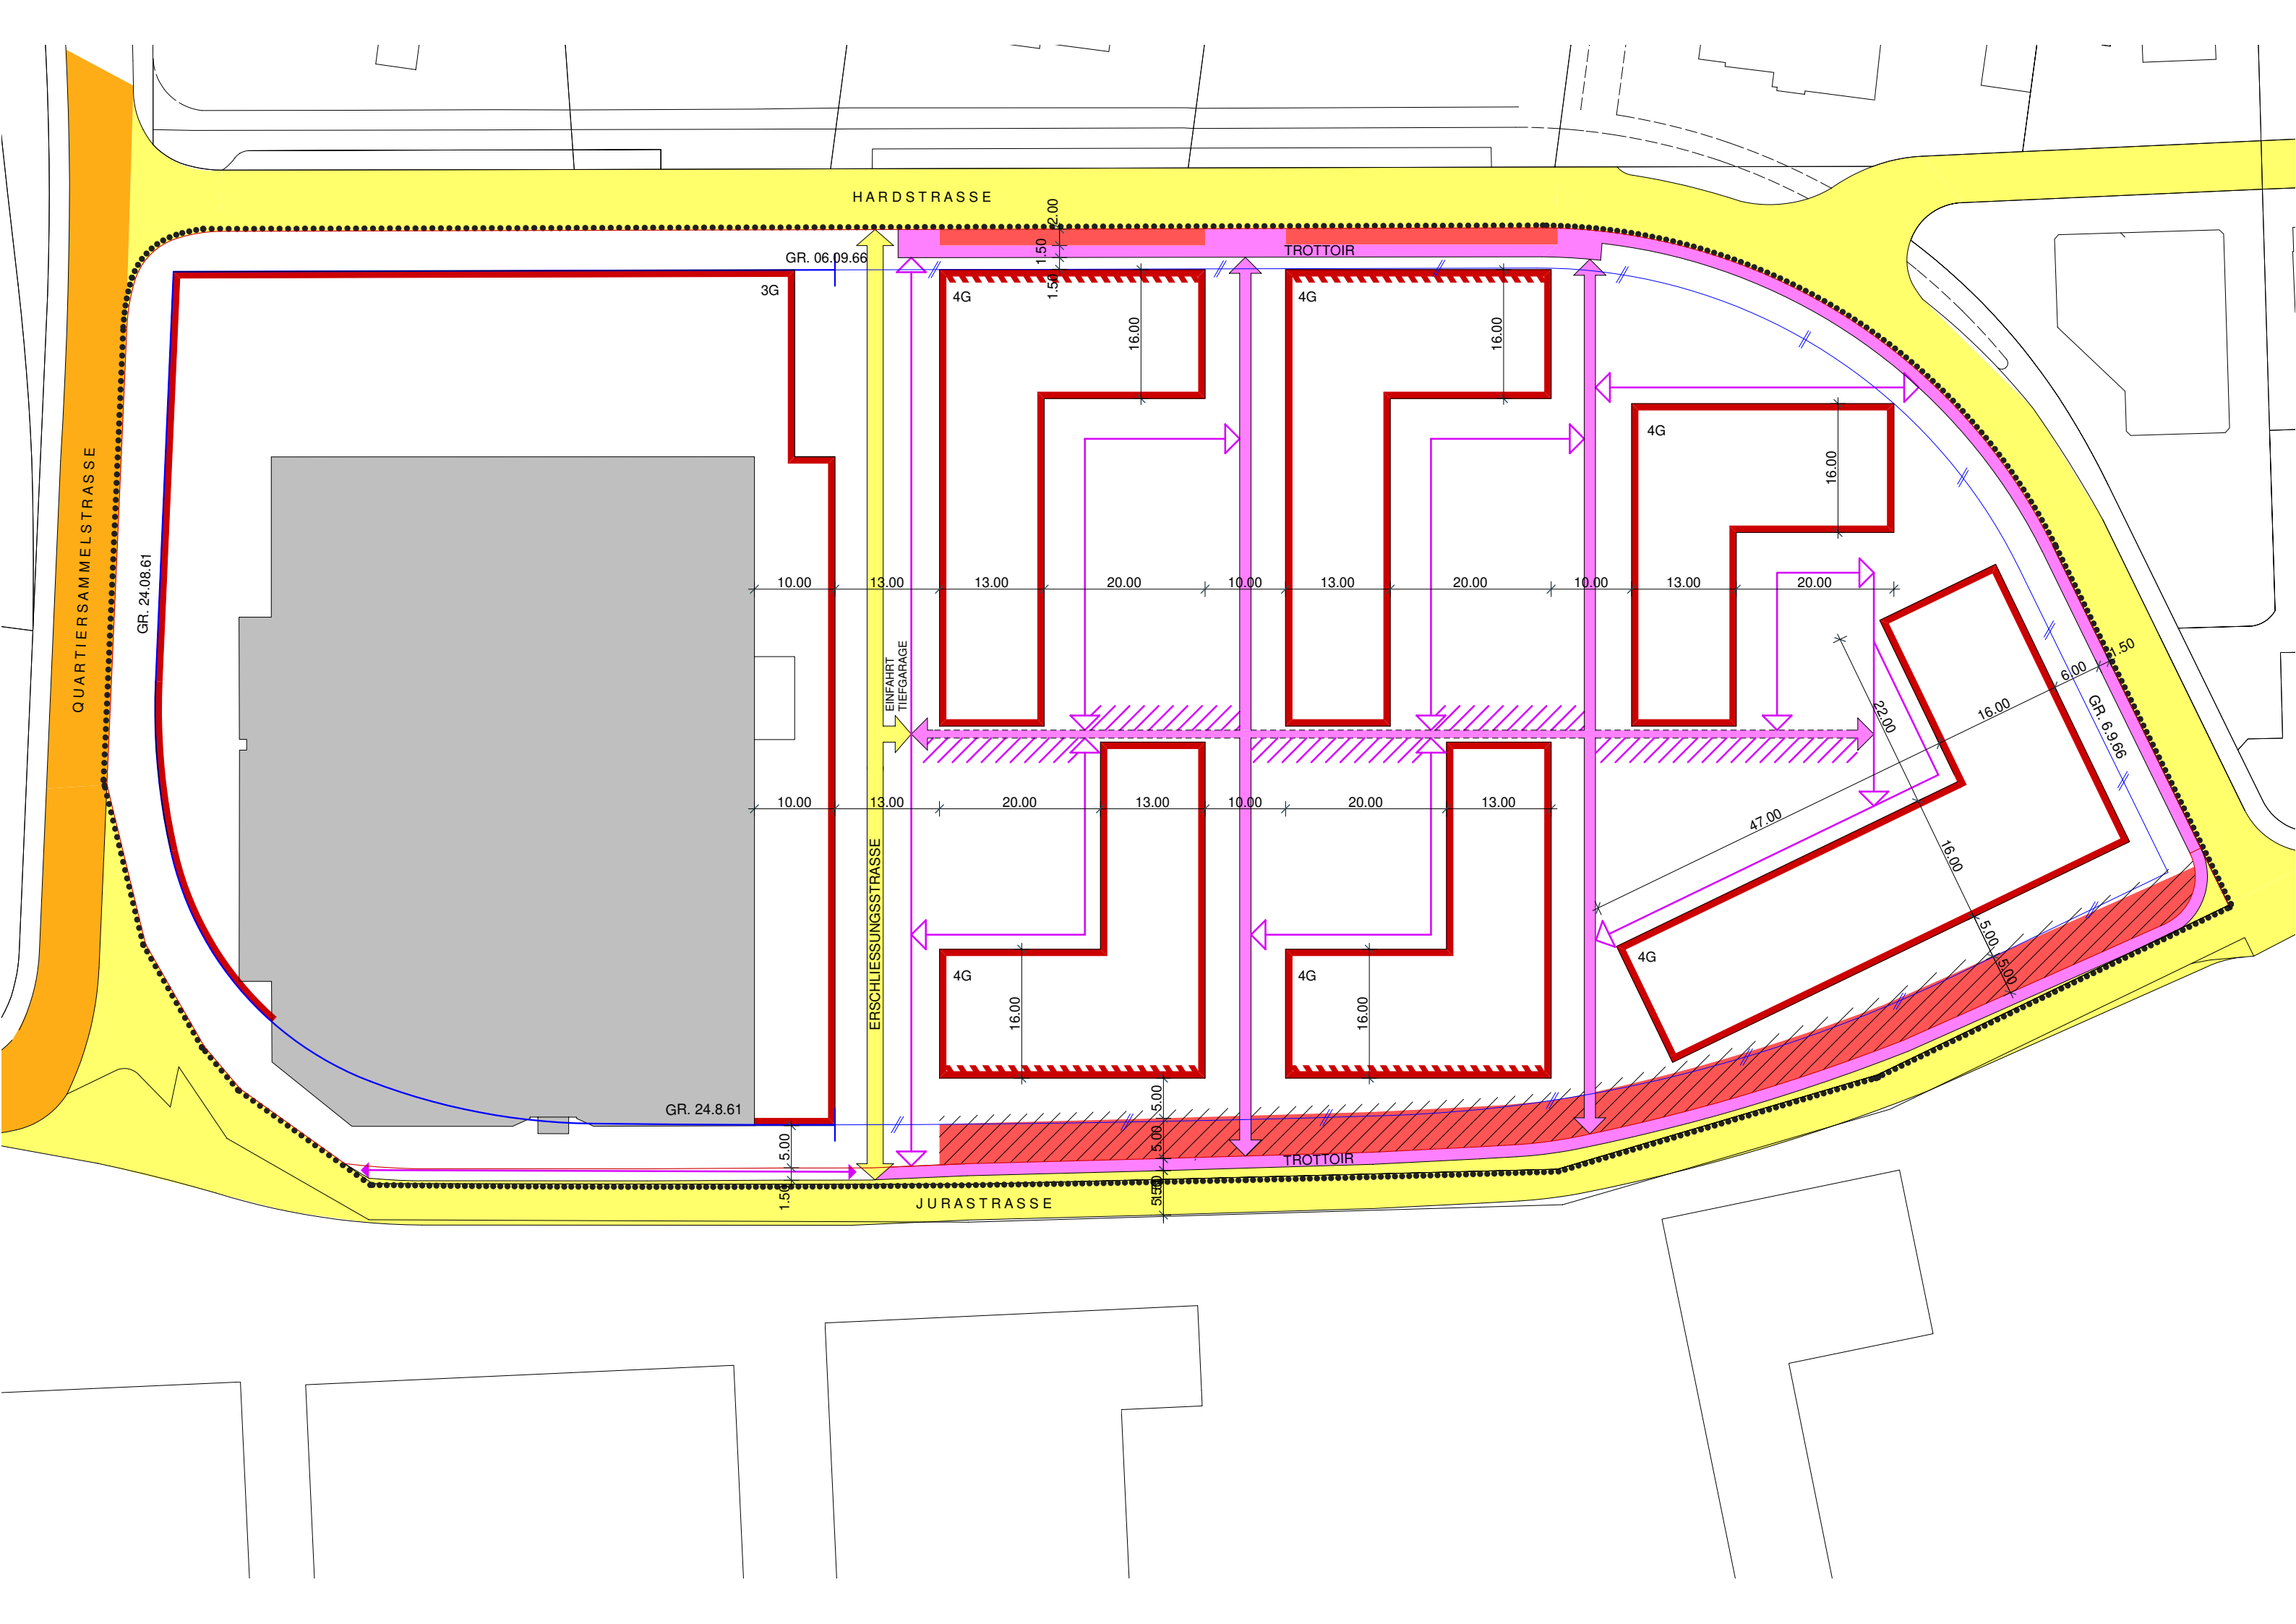 HARDSTRASSE
2.00
1.50
TROTTOIR
GR. 06.09.66
1.50
3G
4G
4G
16.00
16.00
4G
16.00
QUARTIERSAMMELSTRASSE
GR. 24.08.61
10.00
13.00
13.00
20.00
10.00
13.00
20.00
10.00
13.00
20.00
EINFAHRT
TIEFGARAGE
1.50
6.00
16.00
22.00
GR. 6.9.66
10.00
13.00
20.00
13.00
10.00
20.00
13.00
47.00
16.00
ERSCHLIESSUNGSSTRASSE
5.00
5.00
4G
4G
4G
16.00
16.00
GR. 24.8.61
5.00
5.00
5.00
TROTTOIR
1.50
JURASTRASSE